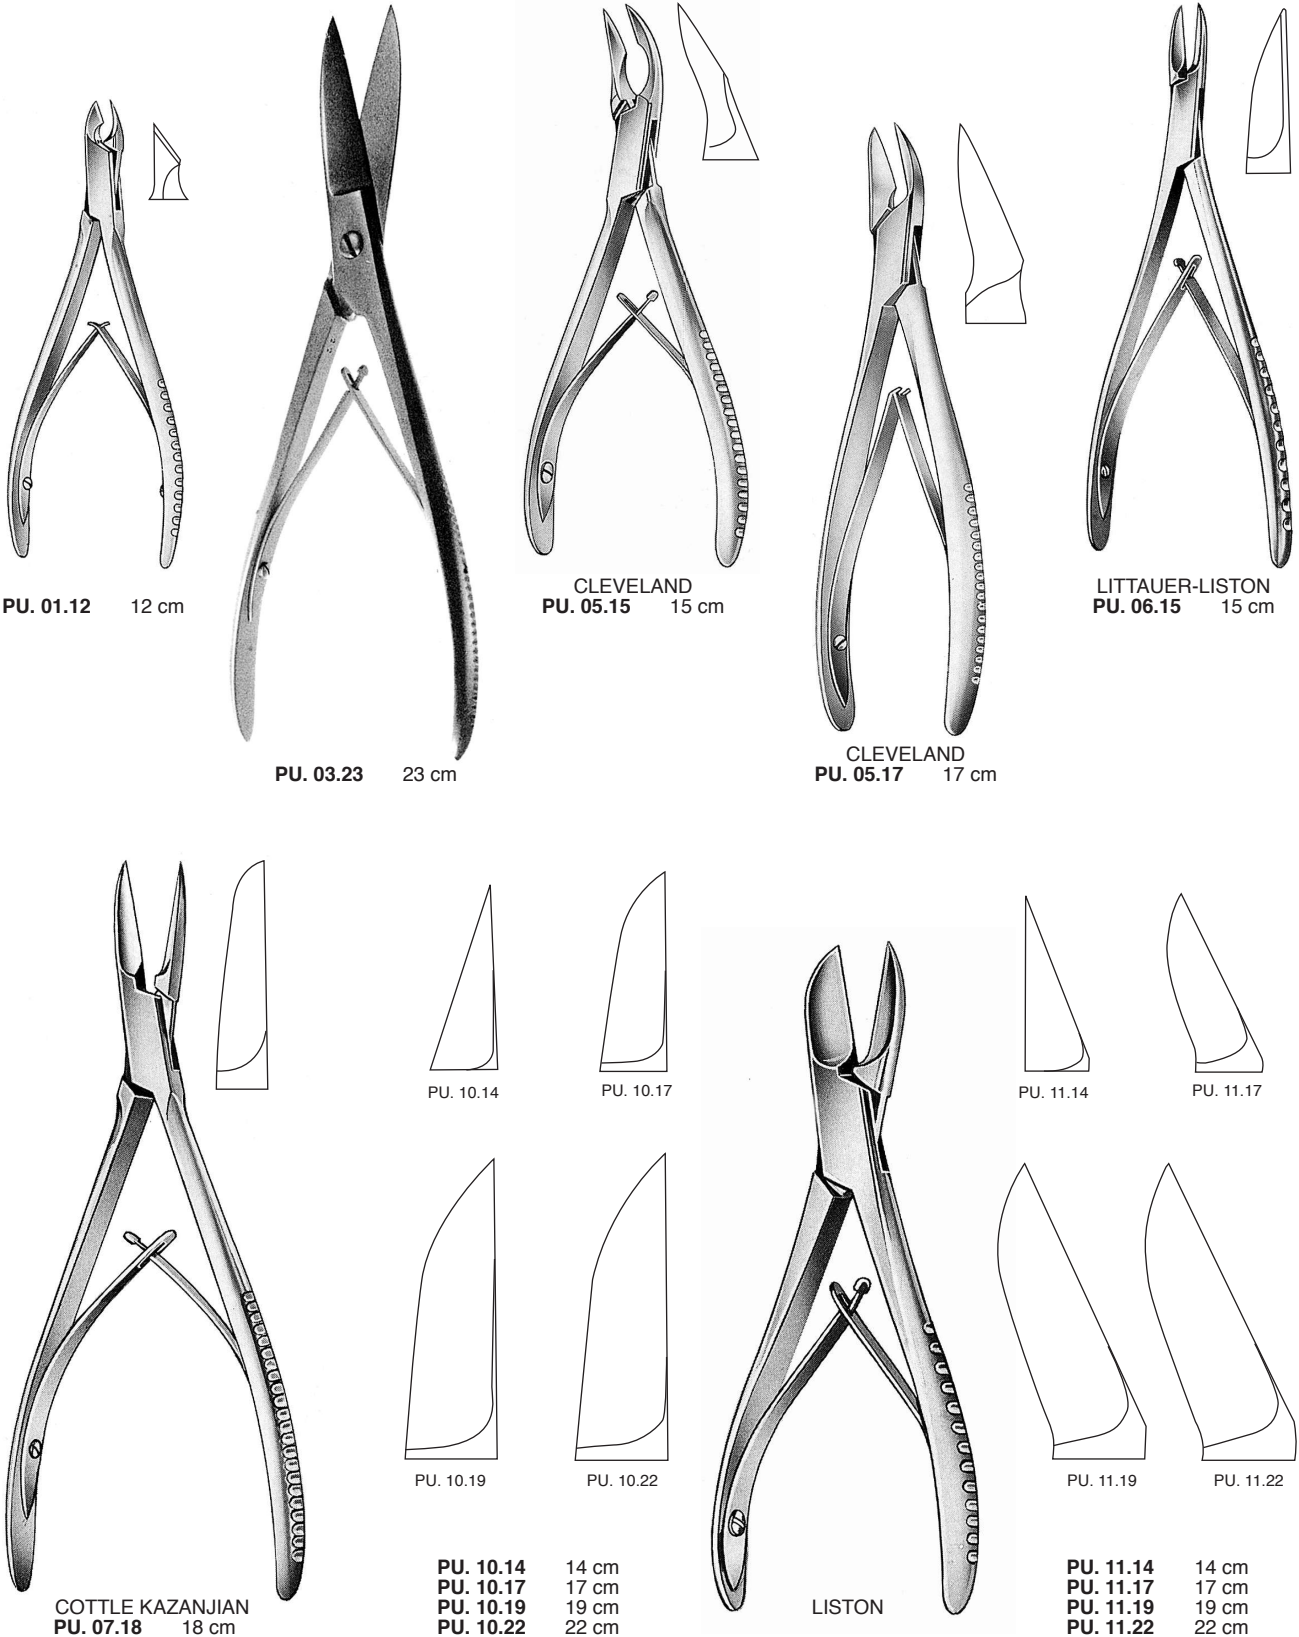 CLEVELAND
PU. 01.12 12 cm
PU. 05.15 15 cm
LITTAUER-LISTON
PU. 06.15 15 cm
CLEVELAND
PU. 03.23 23 cm
PU. 05.17 17 cm
PU. 10.14
PU. 10.17
PU. 11.14
PU. 11.17
PU. 10.19
PU. 10.22
PU. 11.19
PU. 11.22
COTTLE KAZANJIAN
PU. 07.18 18 cm
PU. 10.14 14 cm
PU. 10.17 17 cm
PU. 10.19 19 cm
PU. 10.22 22 cm
LISTON
PU. 11.14 14 cm
PU. 11.17 17 cm
PU. 11.19 19 cm
PU. 11.22 22 cm